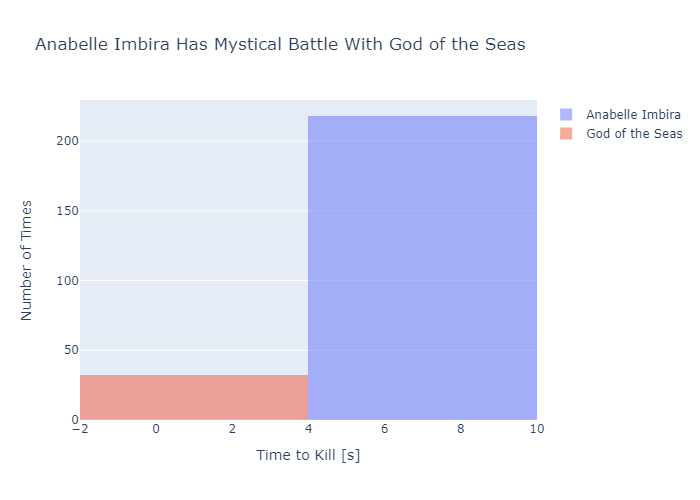 Anabelle Imbira Has Mystical Battle With God of the Seas
Anabelle Imbira
God of the Seas
Number of Times
200
150
100
50
0
−2
0
2
4
6
8
10
Time to Kill [s]